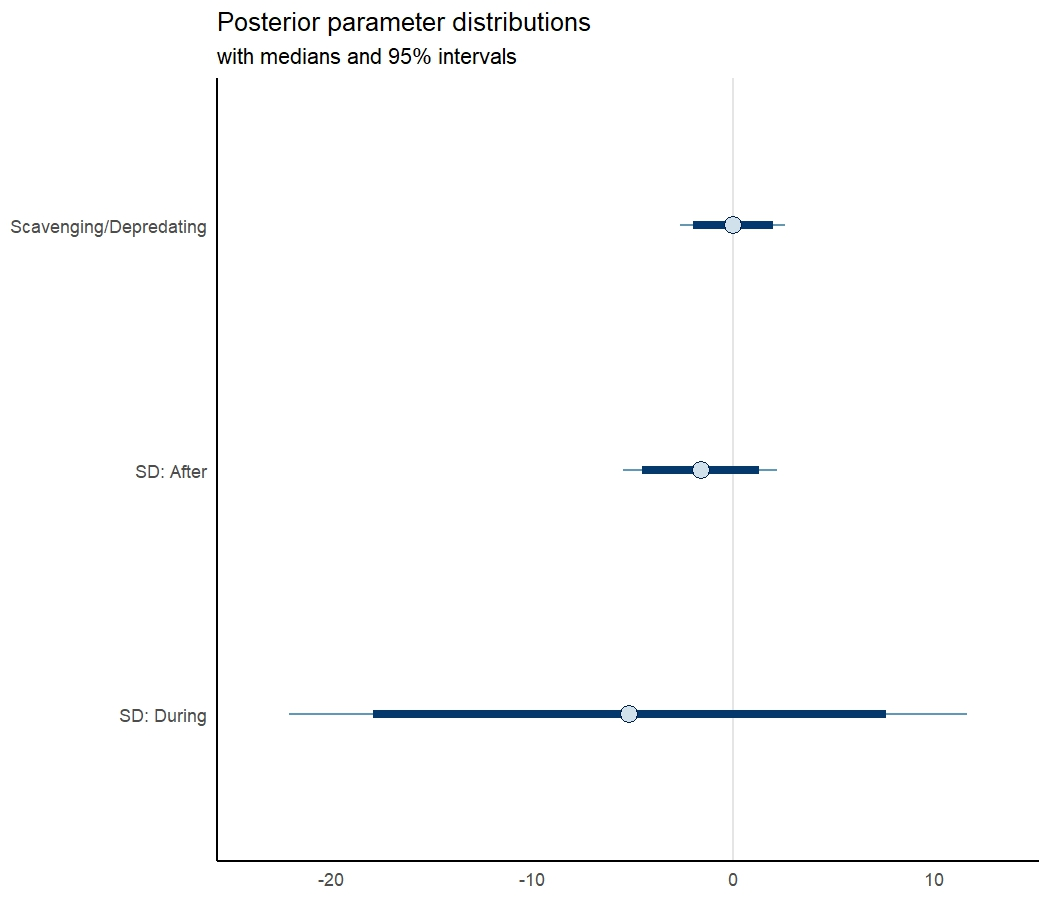 Posterior parameter distributions
with medians and 95% intervals
Scavenging/Depredating
SD: After
SD: During
-20 -10 0 10